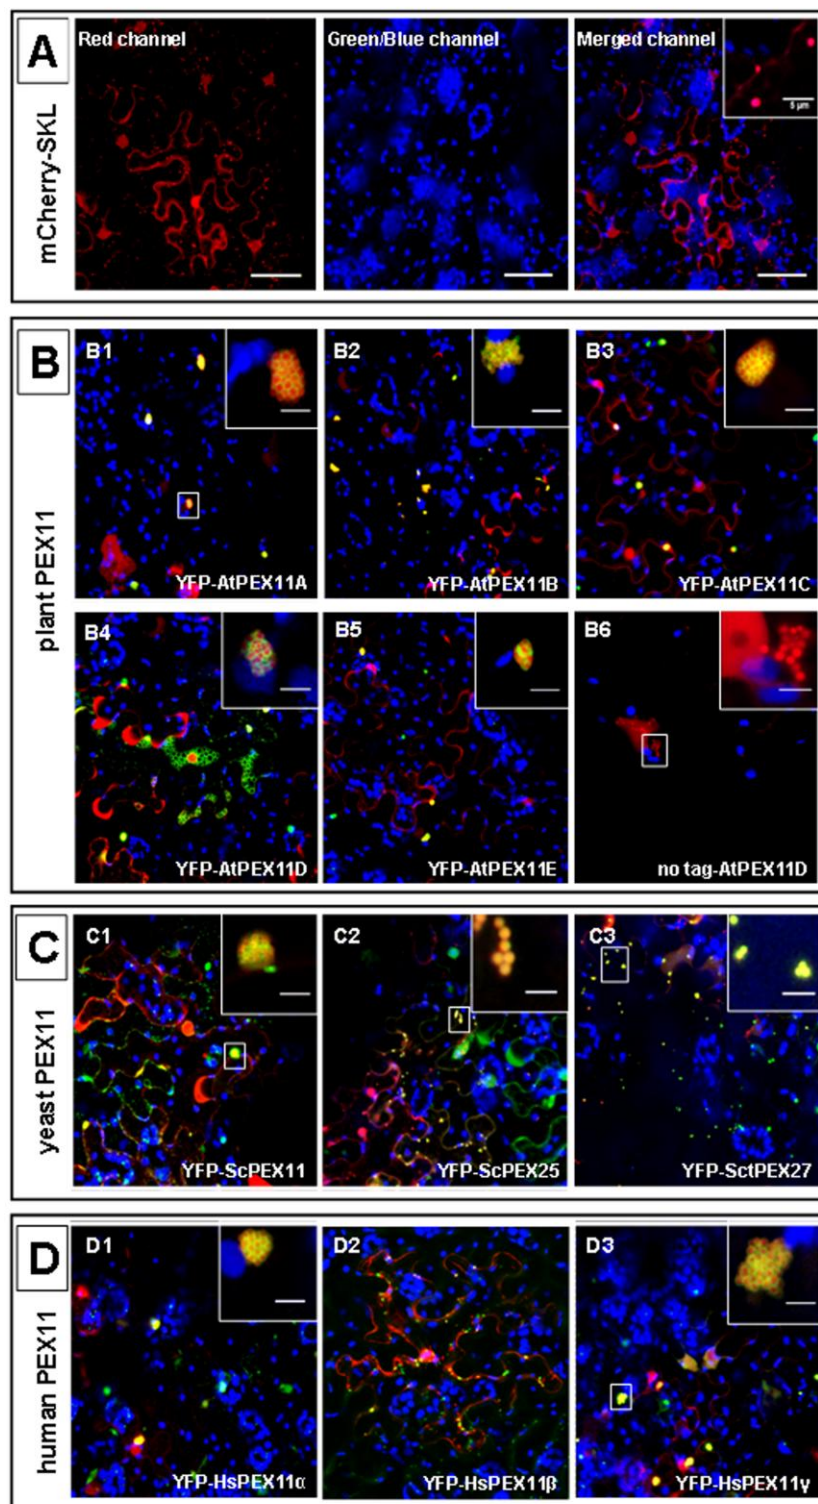 A
mCherry-SKL
Red channel
Green/Blue channel
Merged channel
5 µm
B
plant PEX11
B1
YFP-AtPEX11A
B2
YFP-AtPEX11B
B3
YFP-AtPEX11C
B4
YFP-AtPEX11D
B5
YFP-AtPEX11E
B6
no tag-AtPEX11D
C
yeast PEX11
C1
YFP-ScPEX11
C2
YFP-ScPEX25
C3
YFP-SctPEX27
D
human PEX11
D1
YFP-HsPEX11α
D2
YFP-HsPEX11β
D3
YFP-HsPEX11γ